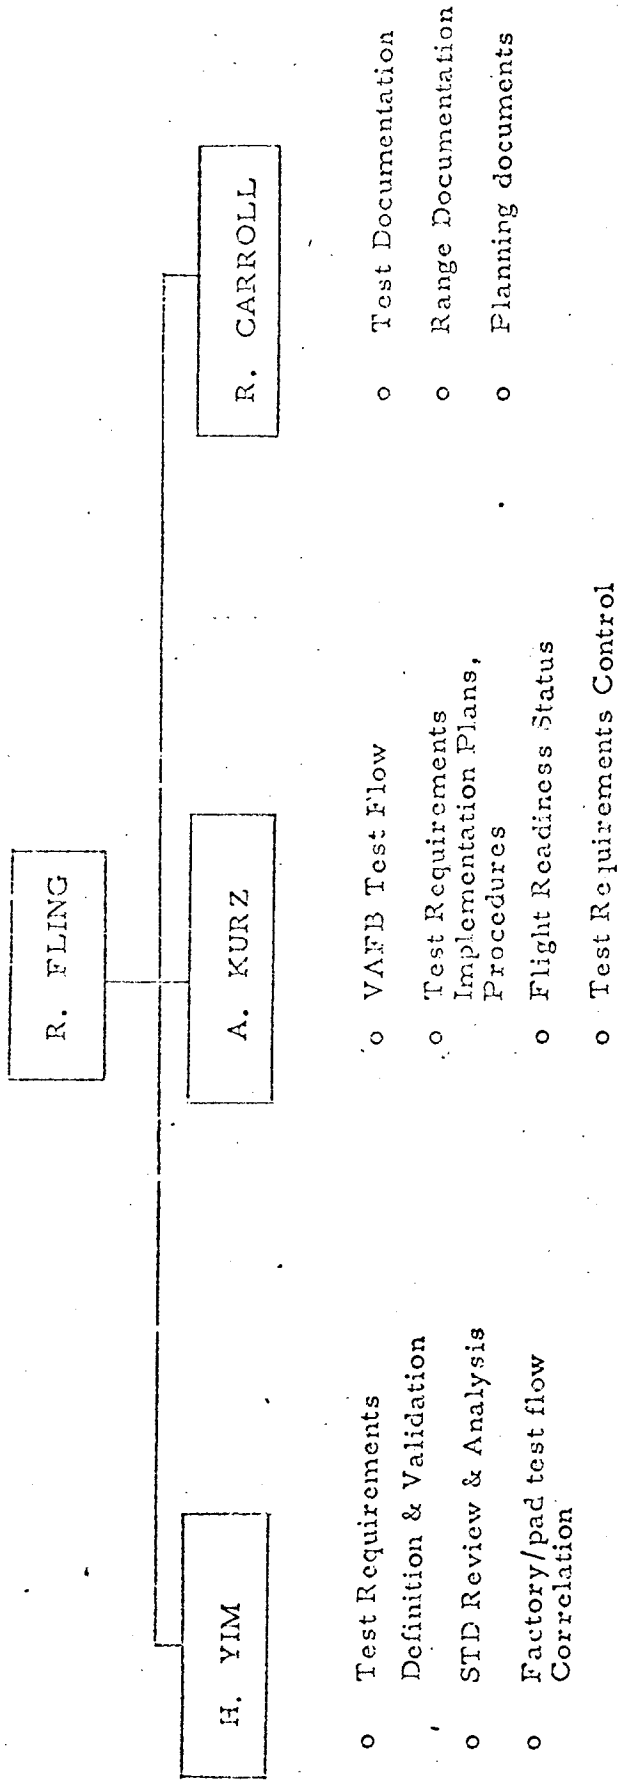 R. FLING
H. YIM
A. KURZ
R. CARROLL
o Test Requirements
Definition & Validation
o STD Review & Analysis
o Factory/pad test flow
Correlation
o VAFB Test Flow
o Test Requirements
Implementation Plans,
Procedures
o Flight Readiness Status
o Test Requirements Control
o Test Documentation
o Range Documentation
o Planning documents